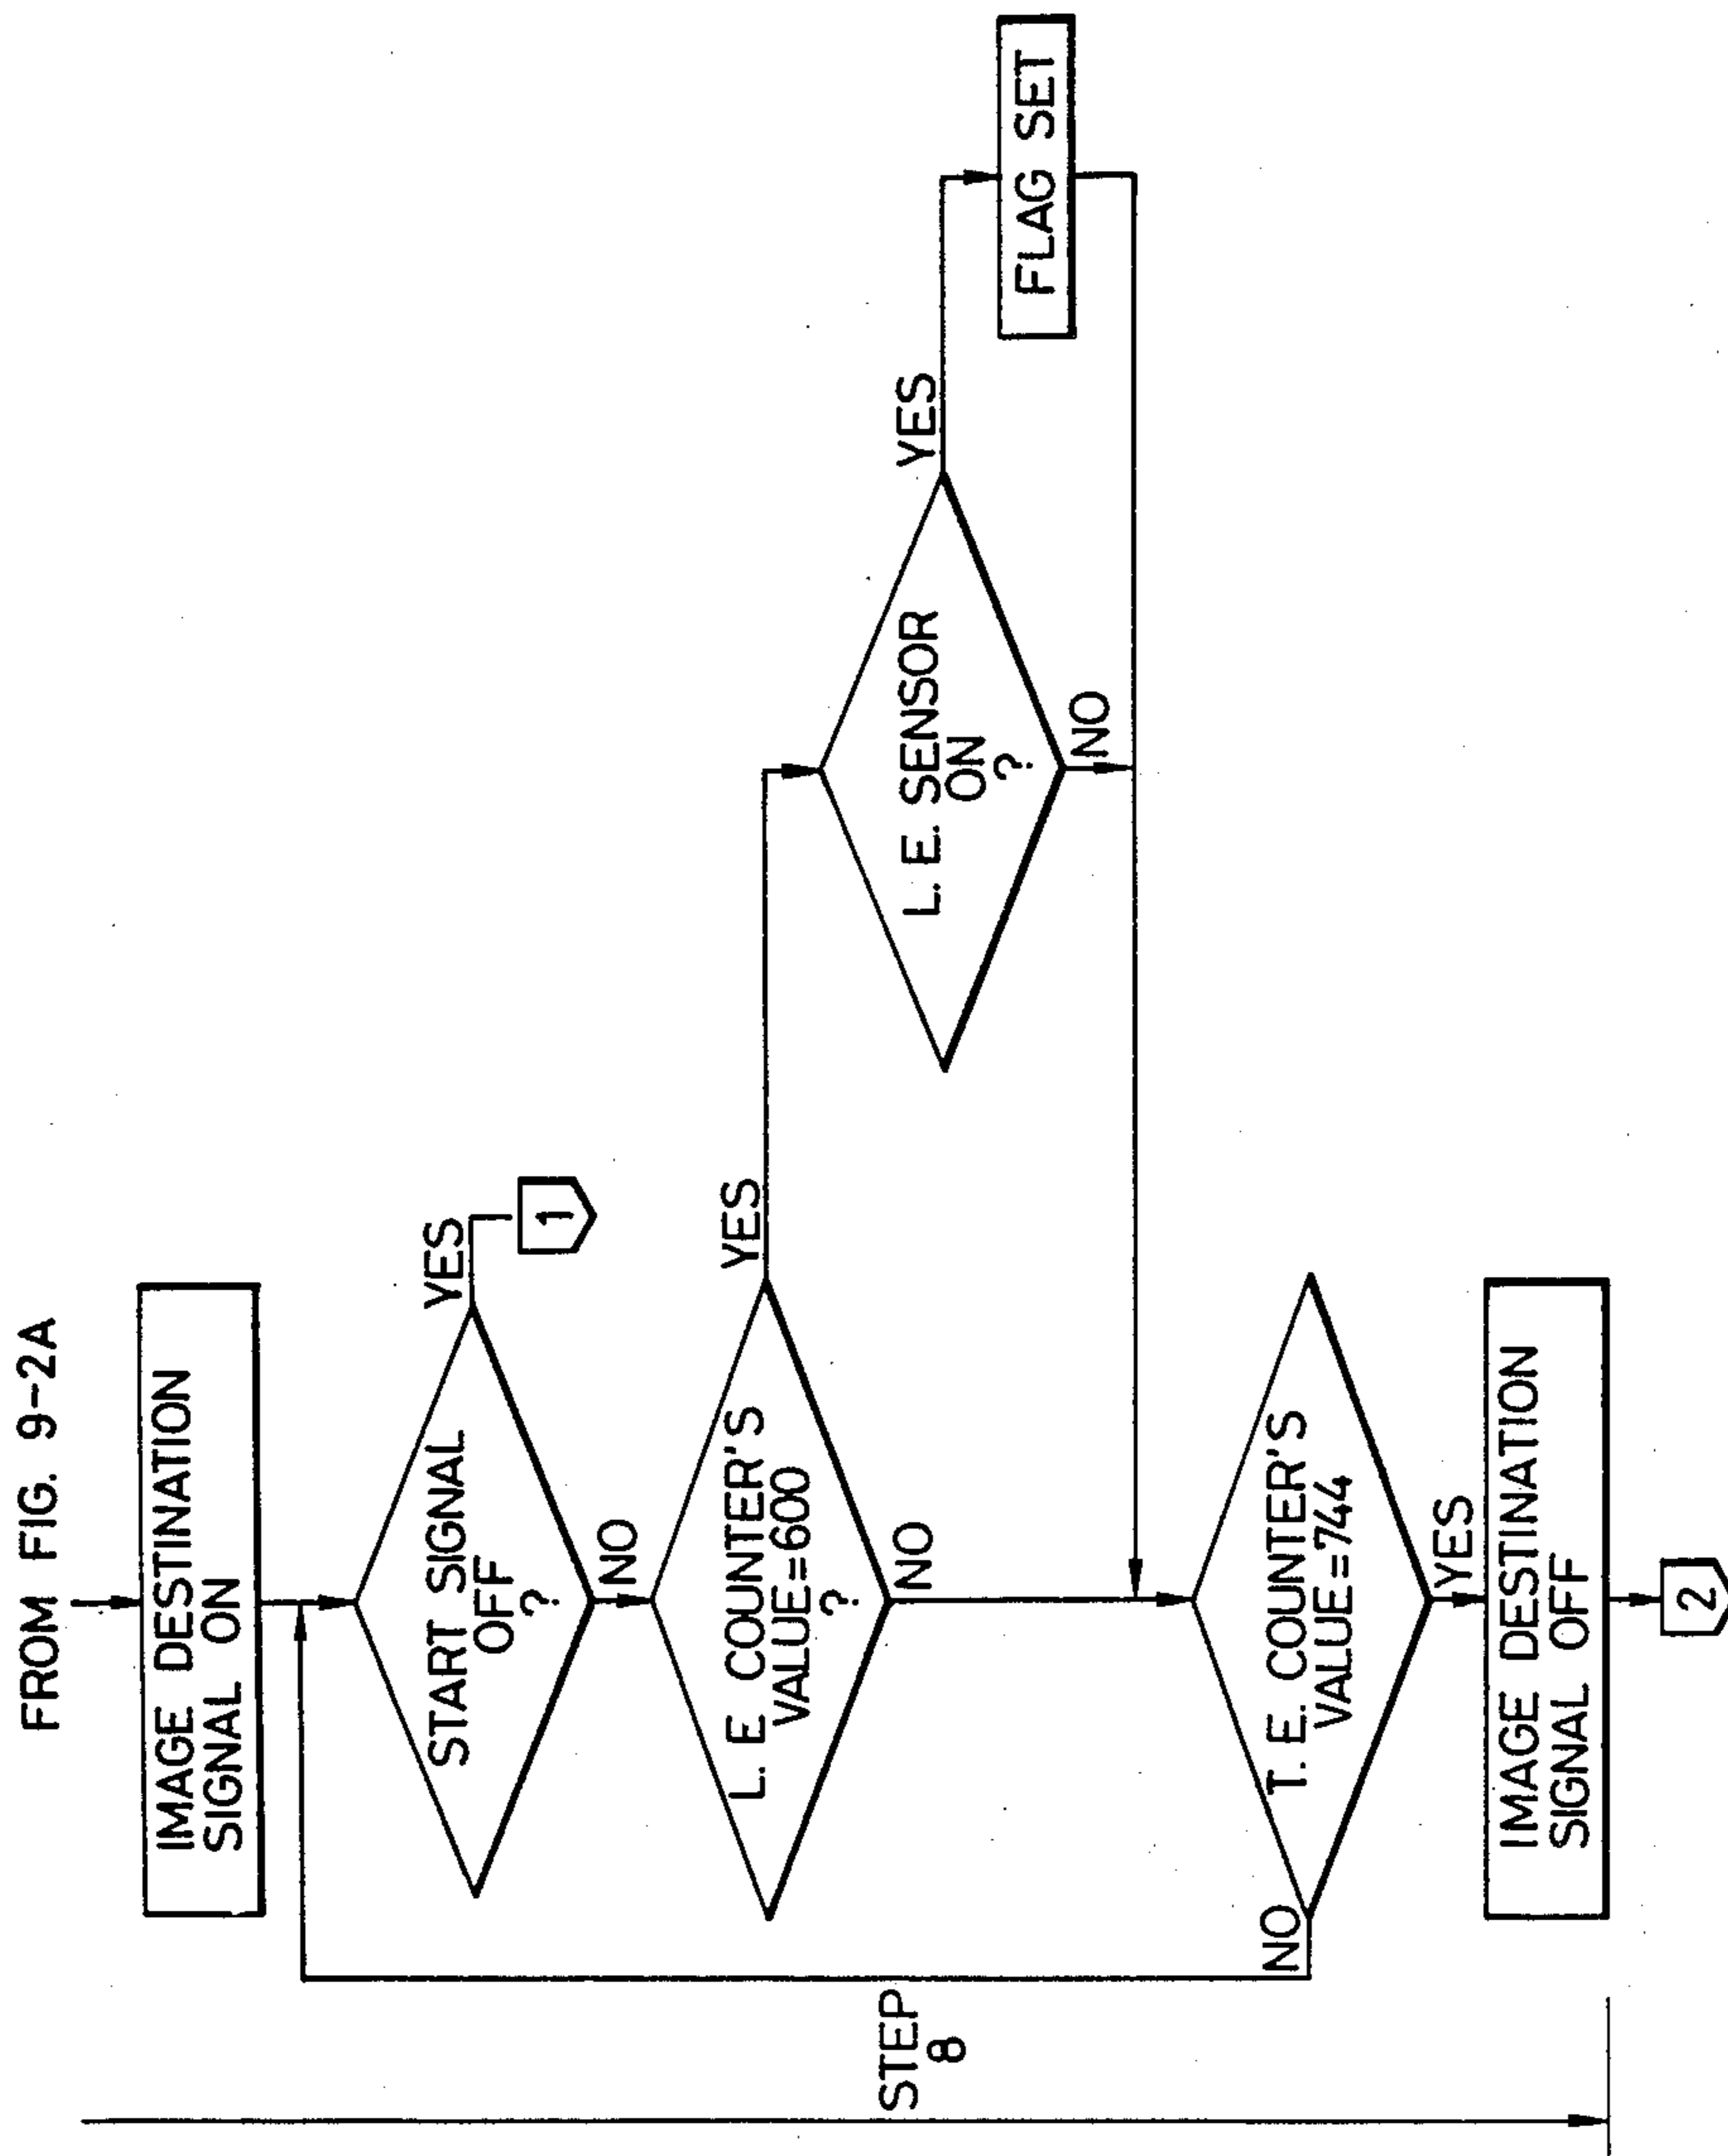 FROM FIG. 9-2A
IMAGE DESTINATION
SIGNAL ON
START SIGNAL
OFF
?
YES
1
NO
L. E COUNTER'S
VALUE=600
?
YES
NO
L. E. SENSOR
ON
?
YES
NO
FLAG SET
T. E. COUNTER'S
VALUE=744
NO
YES
IMAGE DESTINATION
SIGNAL OFF
2
STEP
8